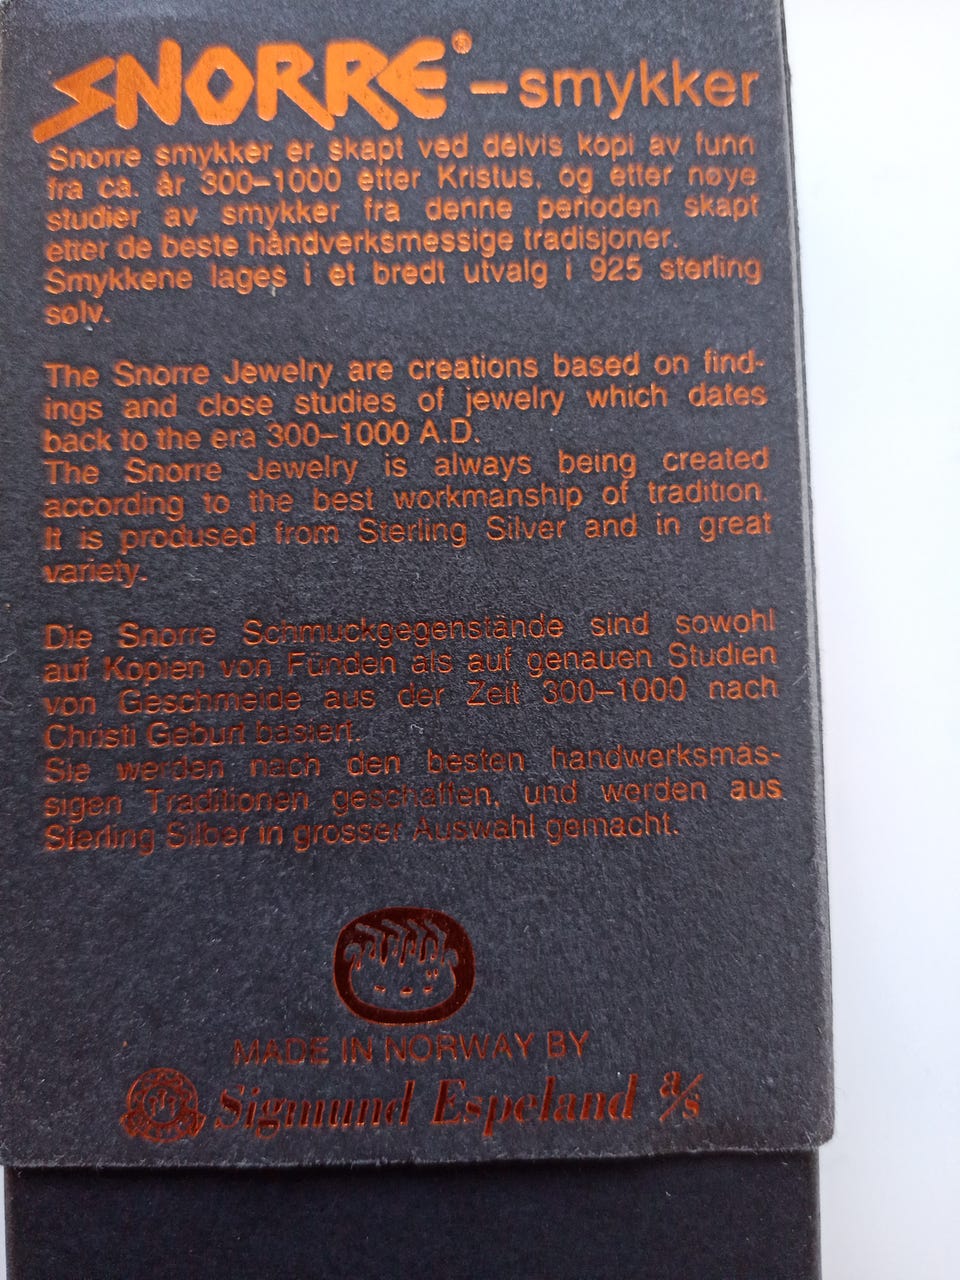 SNORRE® – smykker
Snorre smykker er skapt ved delvis kopi av funn
fra ca. år 300–1000 etter Kristus, og etter nøye
studier av smykker fra denne perioden skapt
etter de beste håndverksmessige tradisjoner.
Smykkene lages i et bredt utvalg i 925 sterling
sølv.
The Snorre Jewelry are creations based on find-
ings and close studies of jewelry which dates
back to the era 300–1000 A.D.
The Snorre Jewelry is always being created
according to the best workmanship of tradition.
It is prodused from Sterling Silver and in great
variety.
Die Snorre Schmuckgegenstände sind sowohl
auf Kopien von Funden als auf genauen Studien
von Geschmeide aus der Zeit 300–1000 nach
Christi Geburt basiert.
Sie werden nach den besten handwerksmäs-
sigen Traditionen geschaffen, und werden aus
Sterling Silber in grosser Auswahl gemacht.
MADE IN NORWAY BY
Sigmund Espeland a/s